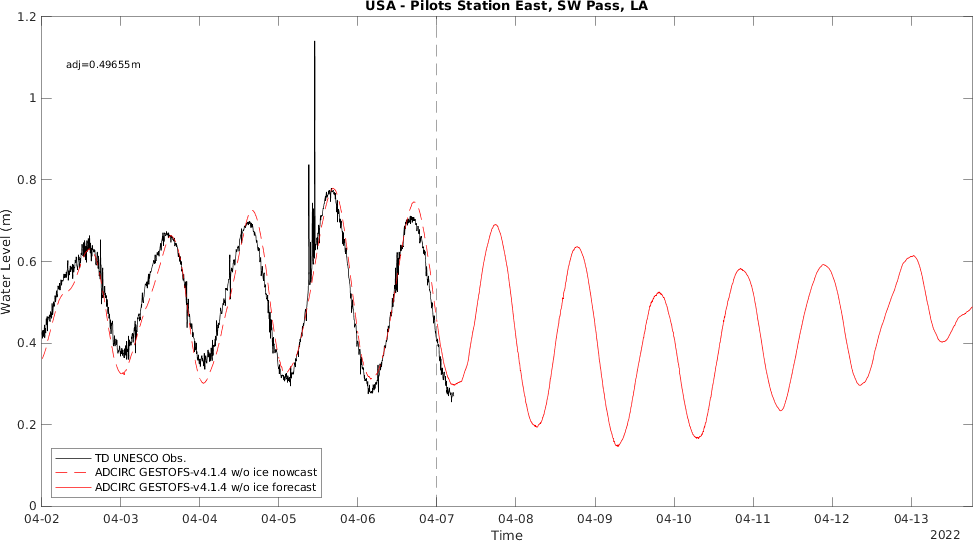 USA - Pilots Station East, SW Pass, LA
1.2
adj=0.49655m
1
0.8
0.6
0.4
0.2
0
Water Level (m)
TD UNESCO Obs.
ADCIRC GESTOFS-v4.1.4 w/o ice nowcast
ADCIRC GESTOFS-v4.1.4 w/o ice forecast
04-02 04-03 04-04 04-05 04-06 04-07 04-08 04-09 04-10 04-11 04-12 04-13
Time
2022